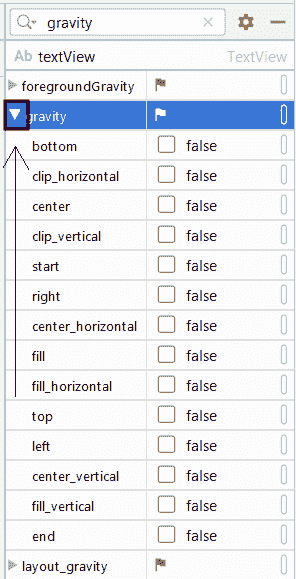 gravity
Ab textView TextView
foregroundGravity
gravity
bottom false
clip_horizontal false
center false
clip_vertical false
start false
right false
center_horizontal false
fill false
fill_horizontal false
top false
left false
center_vertical false
fill_vertical false
end false
layout_gravity